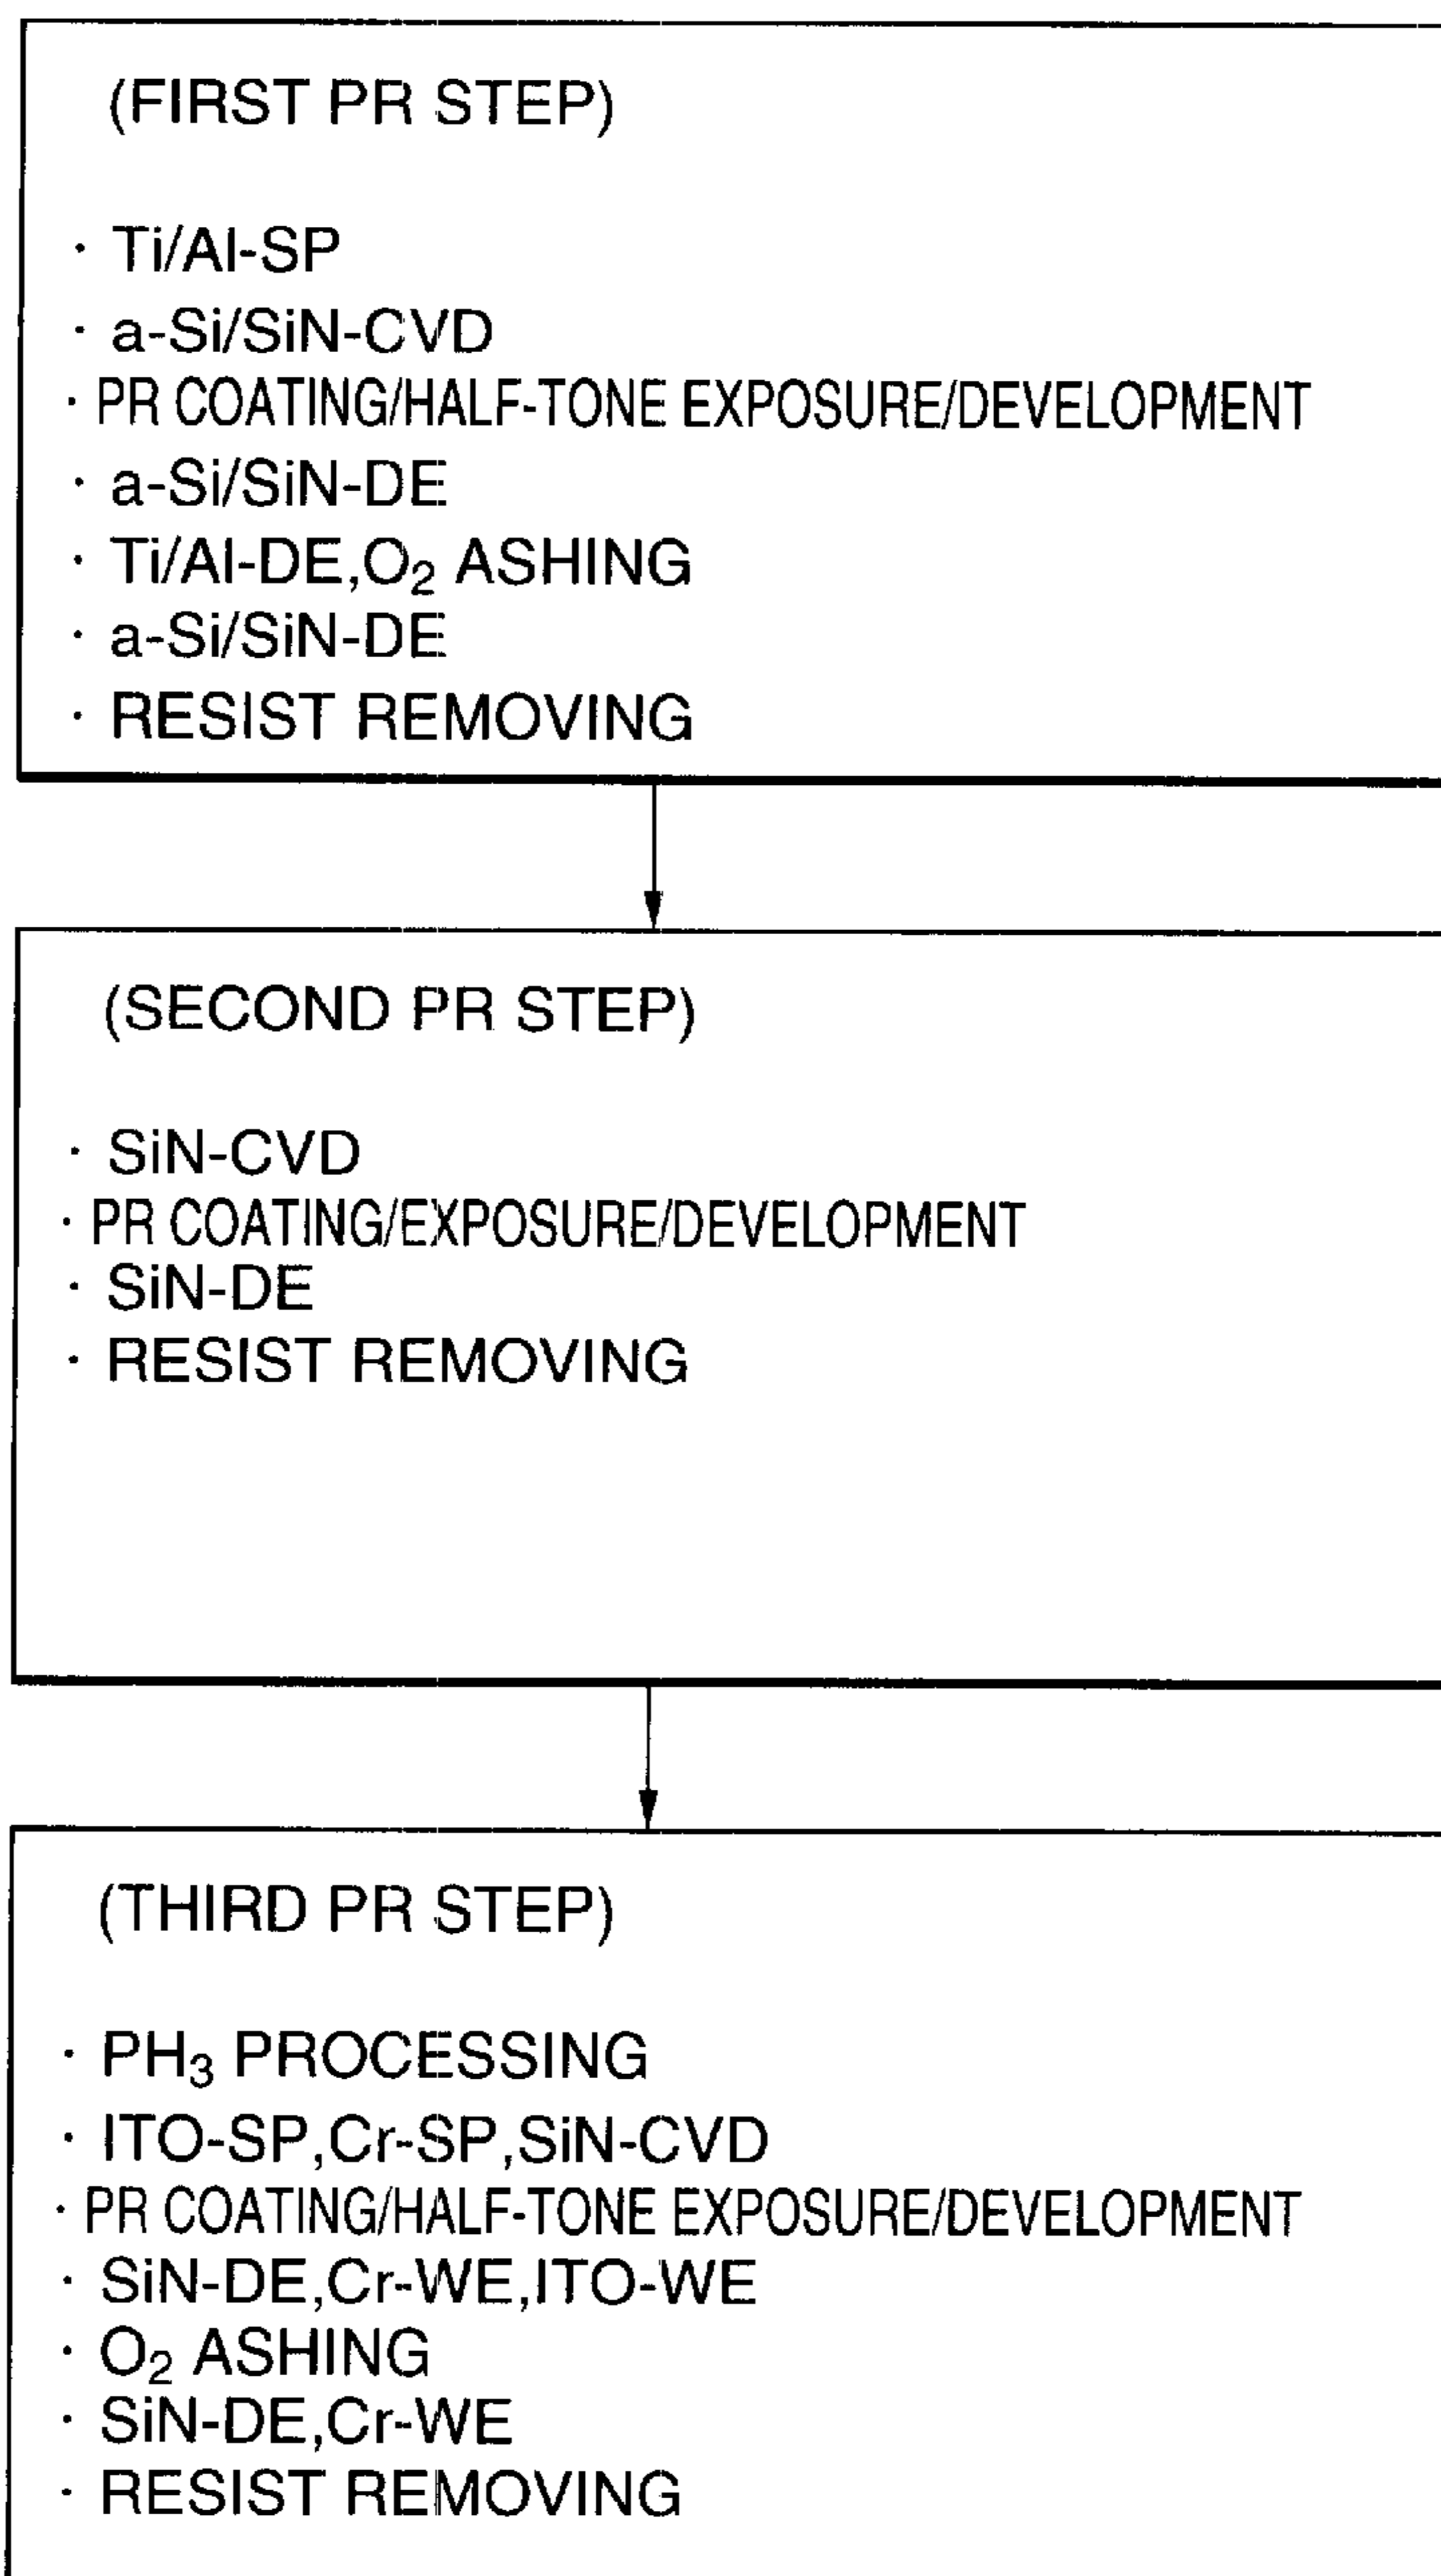 (FIRST PR STEP)
· Ti/Al-SP
· a-Si/SiN-CVD
· PR COATING/HALF-TONE EXPOSURE/DEVELOPMENT
· a-Si/SiN-DE
· Ti/Al-DE,O₂ ASHING
· a-Si/SiN-DE
· RESIST REMOVING
(SECOND PR STEP)
· SiN-CVD
· PR COATING/EXPOSURE/DEVELOPMENT
· SiN-DE
· RESIST REMOVING
(THIRD PR STEP)
· PH₃ PROCESSING
· ITO-SP,Cr-SP,SiN-CVD
· PR COATING/HALF-TONE EXPOSURE/DEVELOPMENT
· SiN-DE,Cr-WE,ITO-WE
· O₂ ASHING
· SiN-DE,Cr-WE
· RESIST REMOVING